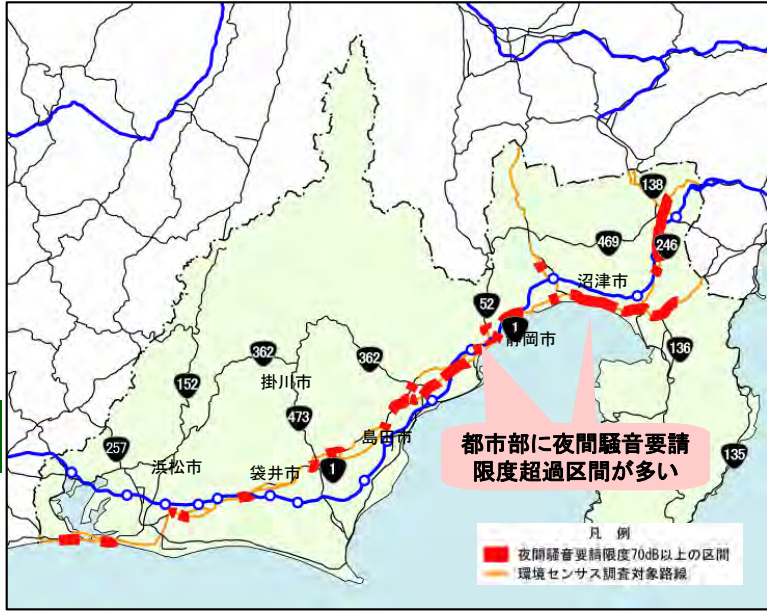 138
469
246
沼津市
52
1
静岡市
362
362
136
152
掛川市
473
島田市
都市部に夜間騒音要請
限度超過区間が多い
135
257
浜松市
袋井市
1
凡 例
夜間騒音要請限度70dB以上の区間
環境センサス調査対象路線